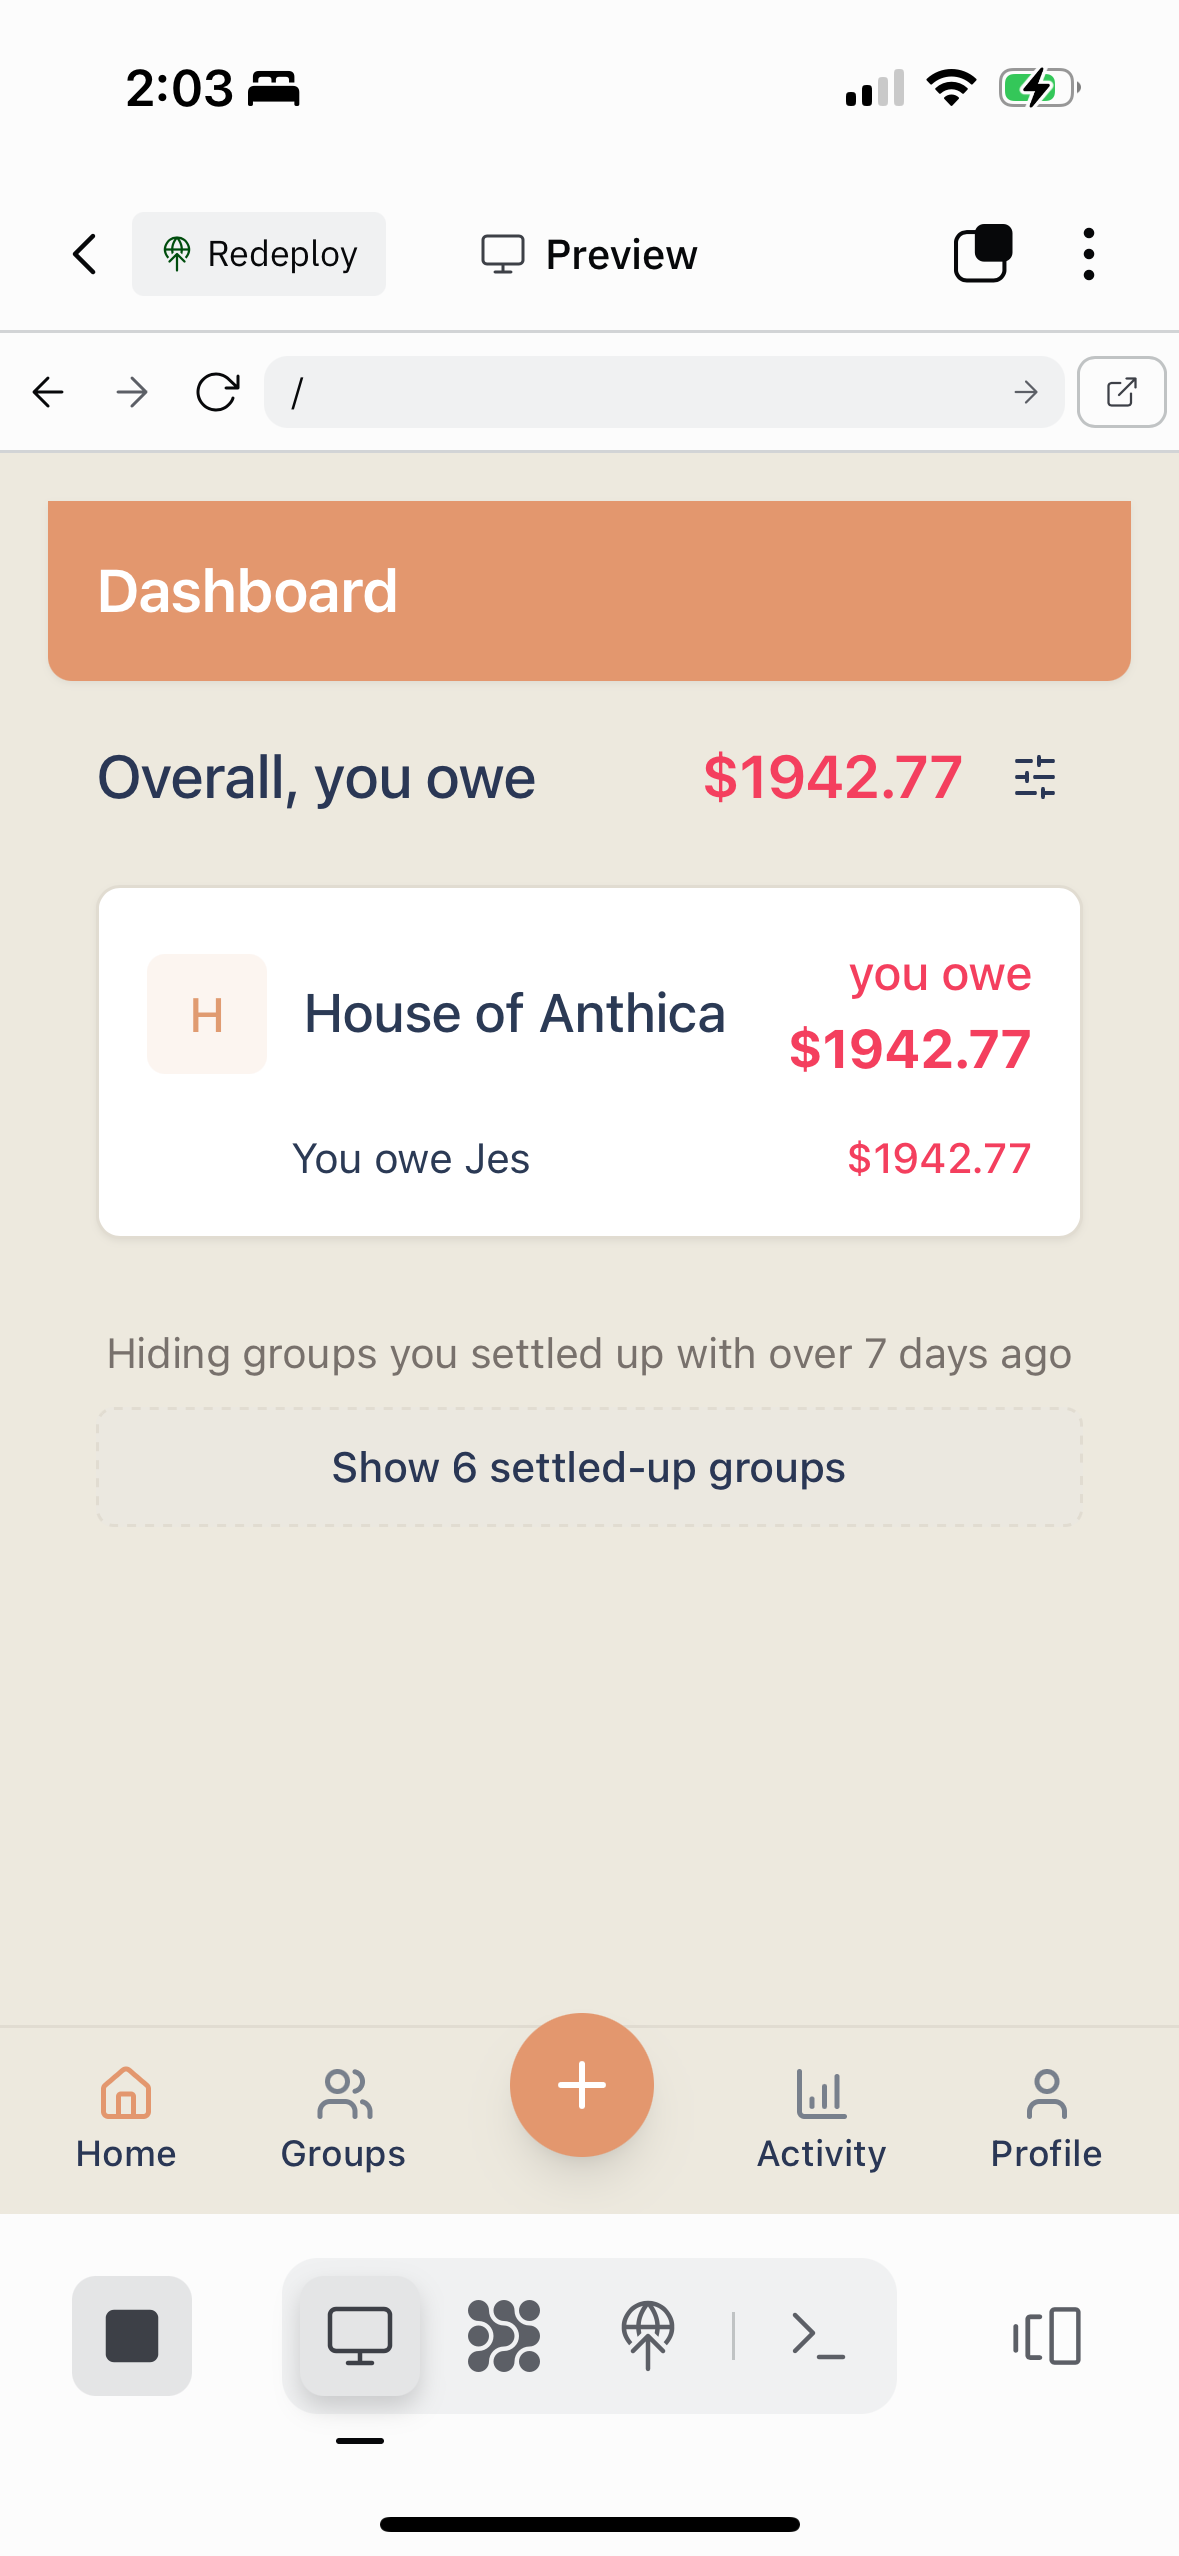 2:03
Redeploy
Preview
/
Dashboard
Overall, you owe $1942.77
H
House of Anthica
you owe
$1942.77
You owe Jes $1942.77
Hiding groups you settled up with over 7 days ago
Show 6 settled-up groups
Home Groups Activity Profile